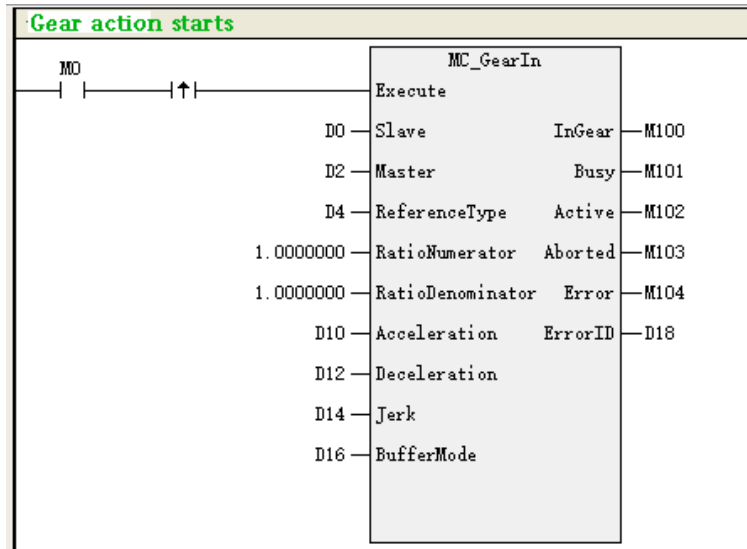 Gear action starts
MC_GearIn
M0
Execute
D0 Slave InGear M100
D2 Master Busy M101
D4 ReferenceType Active M102
1.0000000 RatioNumerator Aborted M103
1.0000000 RatioDenominator Error M104
D10 Acceleration ErrorID D18
D12 Deceleration
D14 Jerk
D16 BufferMode